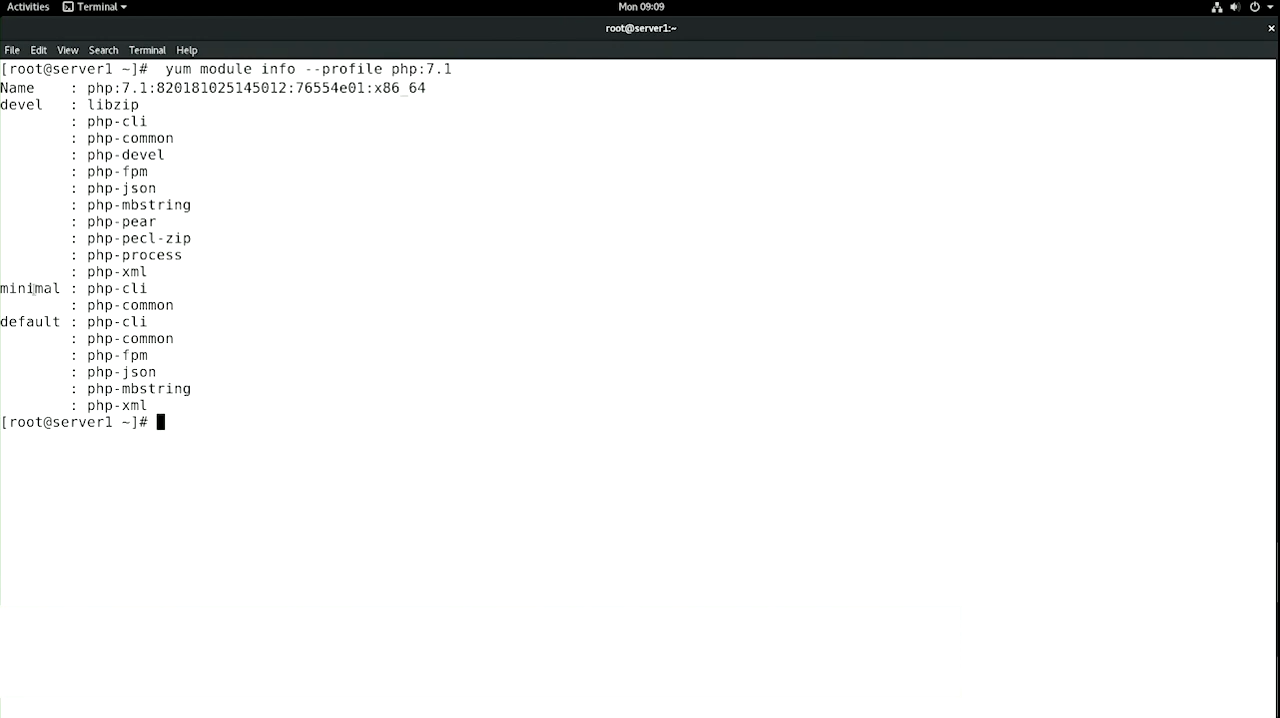 Activities Terminal Mon 09:09
root@server1:~ ×
File Edit View Search Terminal Help
[root@server1 ~]#  yum module info --profile php:7.1
Name    : php:7.1:820181025145012:76554e01:x86_64
devel   : libzip
        : php-cli
        : php-common
        : php-devel
        : php-fpm
        : php-json
        : php-mbstring
        : php-pear
        : php-pecl-zip
        : php-process
        : php-xml
minimal : php-cli
        : php-common
default : php-cli
        : php-common
        : php-fpm
        : php-json
        : php-mbstring
        : php-xml
[root@server1 ~]#